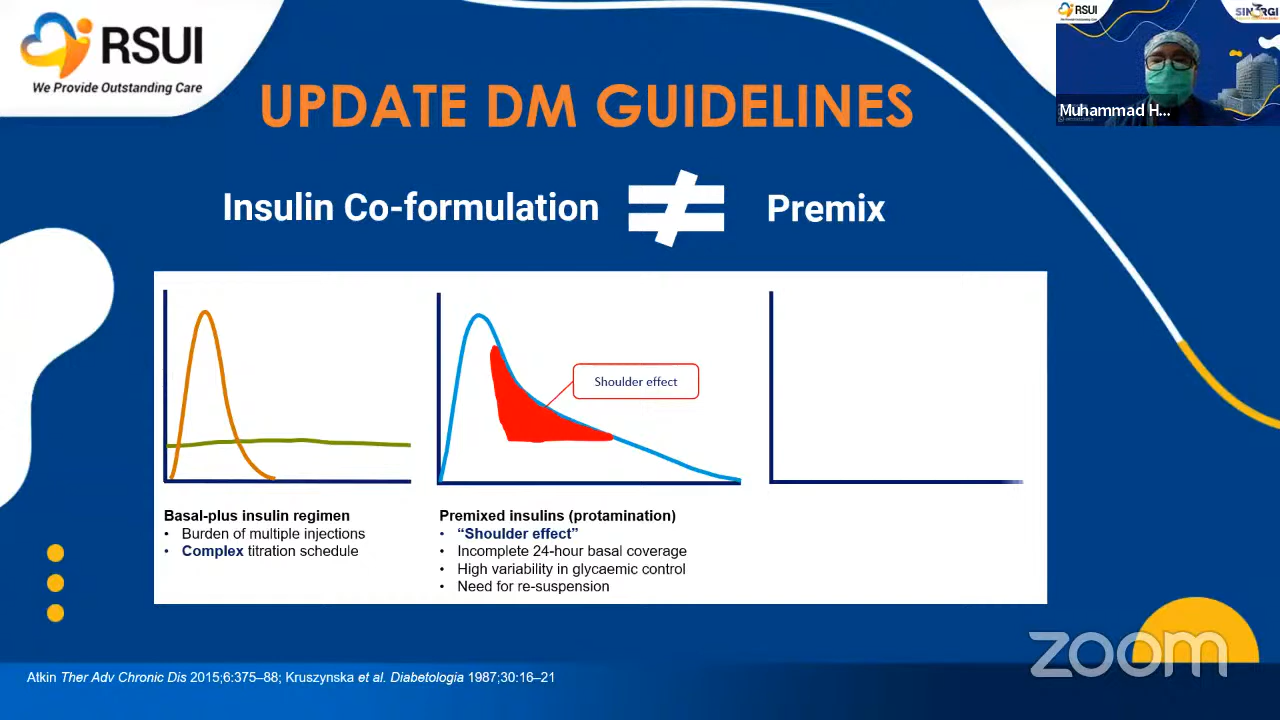 RSUI
We Provide Outstanding Care
UPDATE DM GUIDELINES
Insulin Co-formulation ≠ Premix
Shoulder effect
Basal-plus insulin regimen
• Burden of multiple injections
• Complex titration schedule
Premixed insulins (protamination)
• “Shoulder effect”
• Incomplete 24-hour basal coverage
• High variability in glycaemic control
• Need for re-suspension
Atkin Ther Adv Chronic Dis 2015;6:375–88; Kruszynska et al. Diabetologia 1987;30:16–21
RSUI
Muhammad H...
zoom